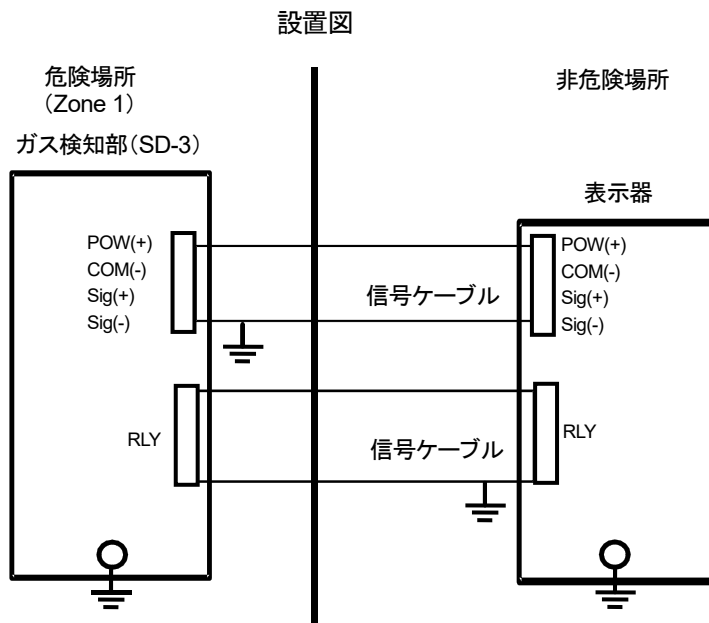 設置図
危険場所
（Zone 1）
ガス検知部（SD-3）
非危険場所
表示器
POW(+)
COM(-)
Sig(+)
Sig(-)
信号ケーブル
POW(+)
COM(-)
Sig(+)
Sig(-)
RLY
信号ケーブル
RLY